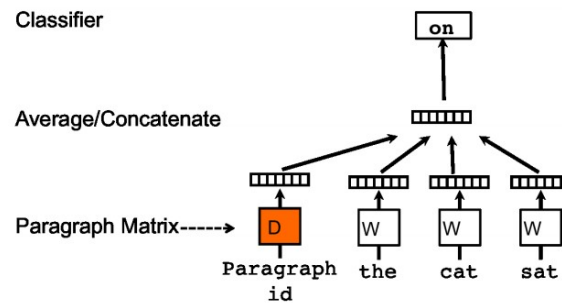 Classifier
on
Average/Concatenate
Paragraph Matrix
D
W
W
W
Paragraph
id
the
cat
sat